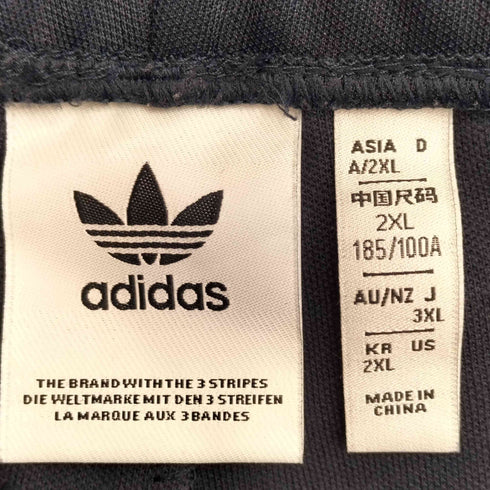 adidas
THE BRAND WITH THE 3 STRIPES
DIE WELTMARKE MIT DEN 3 STREIFEN
LA MARQUE AUX 3 BANDES
ASIA D
A/2XL
中国尺码
2XL
185/100A
AU/NZ J
3XL
KR US
2XL
MADE IN
CHINA